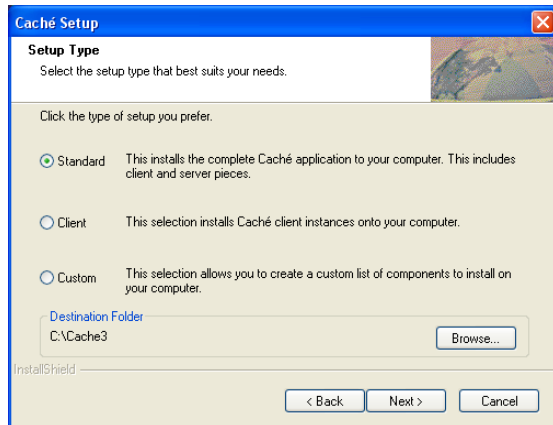 Caché Setup
Setup Type
Select the setup type that best suits your needs.
Click the type of setup you prefer.
Standard
This installs the complete Caché application to your computer. This includes
client and server pieces.
Client
This selection installs Caché client instances onto your computer.
Custom
This selection allows you to create a custom list of components to install on
your computer.
Destination Folder
C:\Cache3
Browse...
InstallShield
< Back
Next >
Cancel